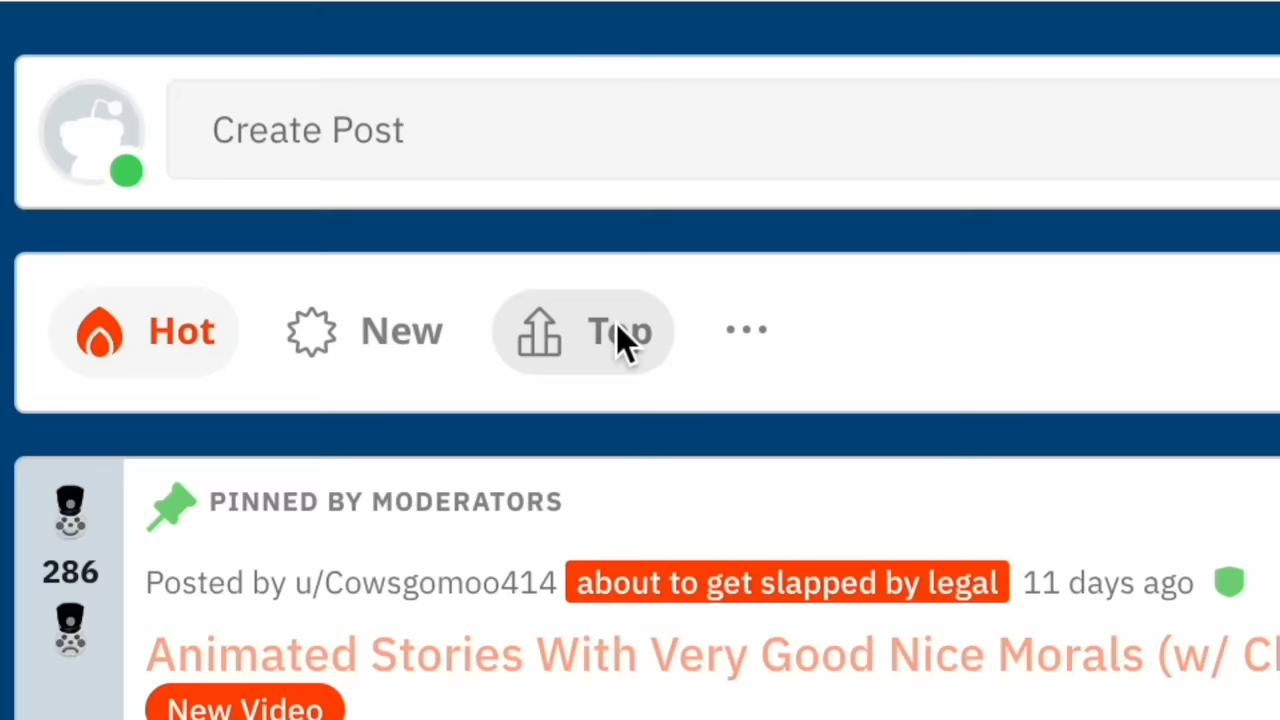 Create Post
Hot New Top
PINNED BY MODERATORS
286
Posted by u/Cowsgomoo414 about to get slapped by legal 11 days ago
Animated Stories With Very Good Nice Morals (w/
New Video